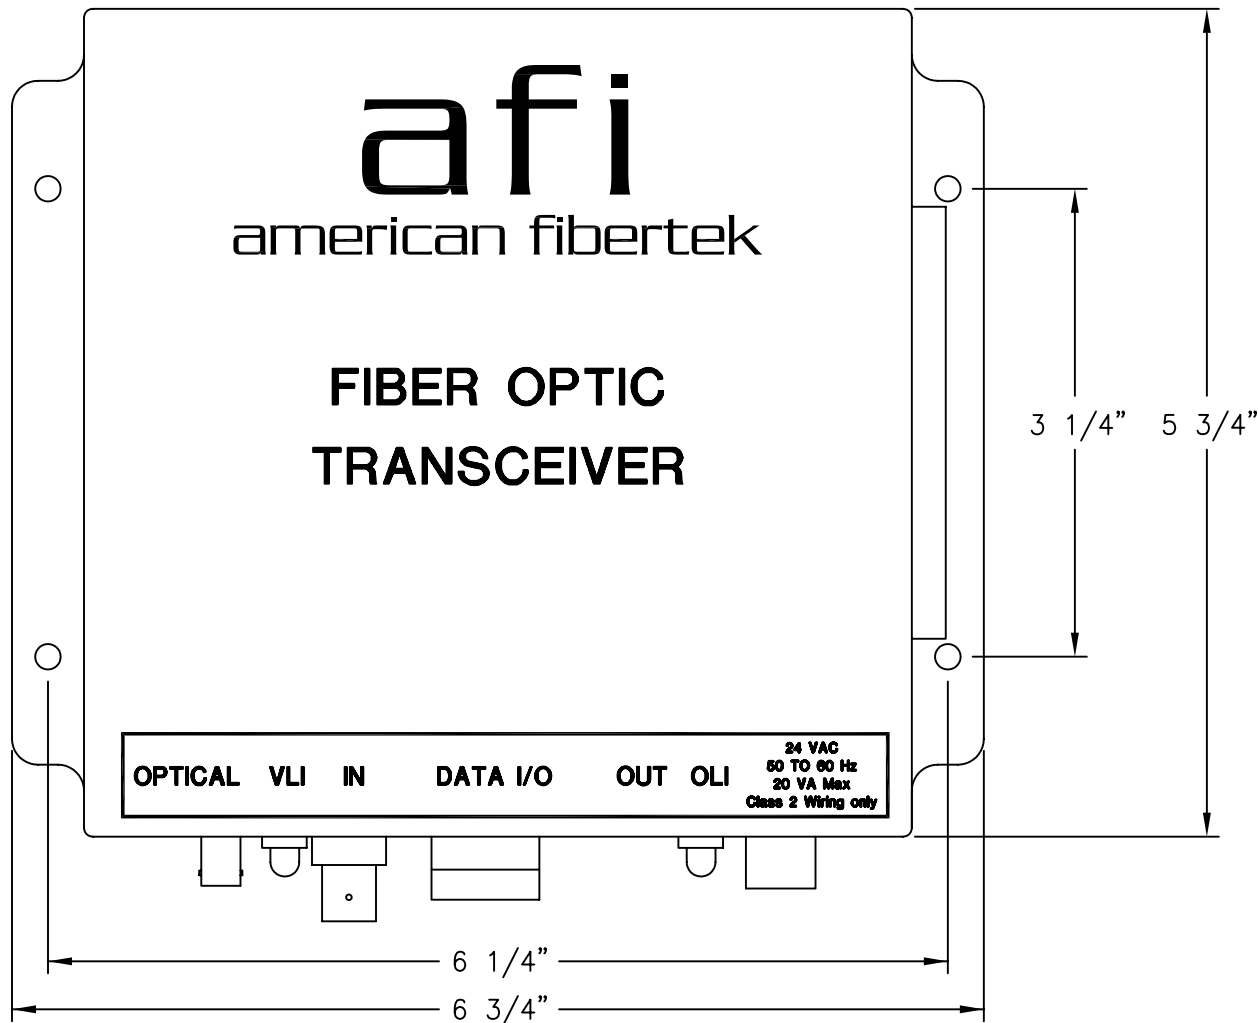 afi
american fibertek
FIBER OPTIC
TRANSCEIVER
3 1/4”
5 3/4”
OPTICAL VLI IN DATA I/O OUT OLI
24 VAC
50 TO 60 Hz
20 VA Max
Class 2 Wiring only
6 1/4”
6 3/4”